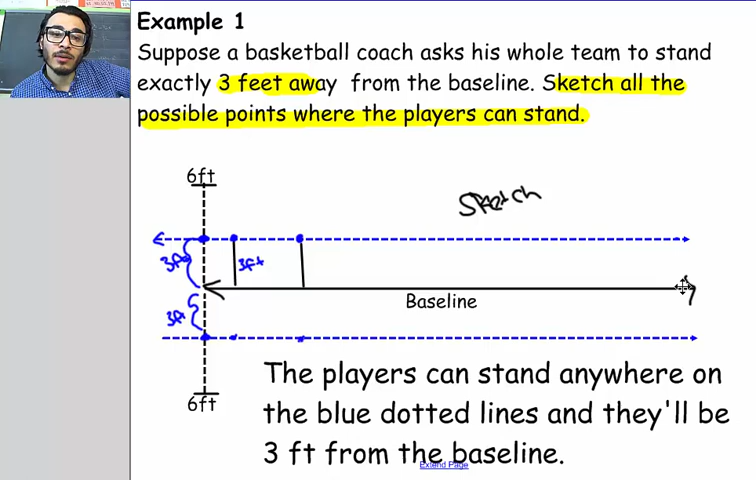 Example 1
Suppose a basketball coach asks his whole team to stand
exactly 3 feet away from the baseline. Sketch all the
possible points where the players can stand.
6ft
Sketch
3ft
3ft
Baseline
3ft
6ft
The players can stand anywhere on
the blue dotted lines and they'll be
3 ft from the baseline.
Extend Page